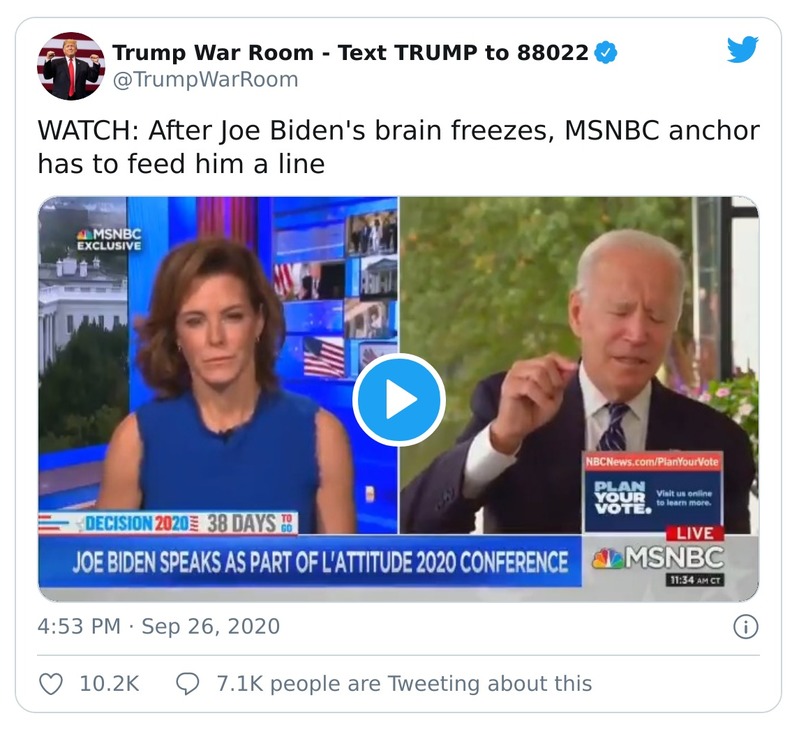 Trump War Room - Text TRUMP to 88022
@TrumpWarRoom
WATCH: After Joe Biden's brain freezes, MSNBC anchor
has to feed him a line
MSNBC
EXCLUSIVE
NBCNews.com/PlanYourVote
PLAN
YOUR
VOTE.
Visit us online
to learn more.
DECISION 2020 38 DAYS TO GO
LIVE
JOE BIDEN SPEAKS AS PART OF L'ATTITUDE 2020 CONFERENCE
MSNBC
11:34 AM CT
4:53 PM · Sep 26, 2020
10.2K
7.1K people are Tweeting about this